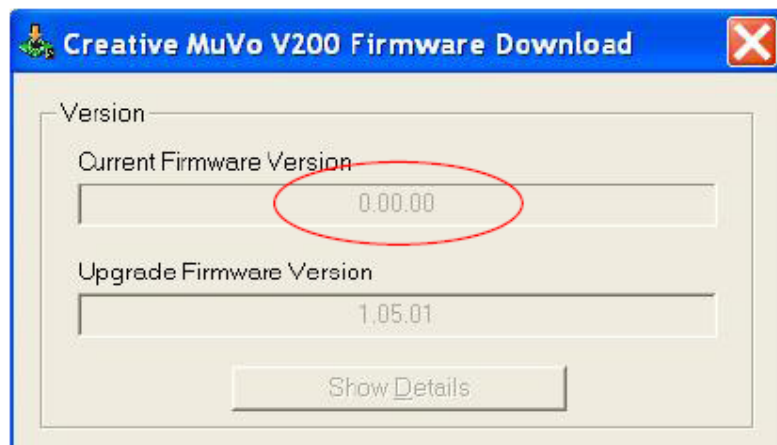 Creative MuVo V200 Firmware Download
Version
Current Firmware Version
0.00.00
Upgrade Firmware Version
1.05.01
Show Details